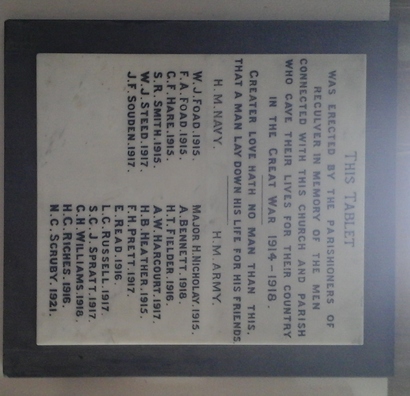 THIS TABLET
WAS ERECTED BY THE PARISHIONERS OF
RECULVER IN MEMORY OF THE MEN
CONNECTED WITH THIS CHURCH AND PARISH
WHO GAVE THEIR LIVES FOR THEIR COUNTRY
IN THE GREAT WAR 1914-1918.
GREATER LOVE HATH NO MAN THAN THIS,
THAT A MAN LAY DOWN HIS LIFE FOR HIS FRIENDS
H.M.NAVY.
W.J.FOAD.1915.
F.A.FOAD.1915.
C.F.HARE.1915.
S.R.SMITH.1915.
W.J.STEED.1917.
J.F.SOUDEN.1917.
H.M.ARMY.
MAJOR H.NICHOLAY.1915.
A.BENNETT.1918.
H.T.FIELDER.1916.
A.W.HARCOURT.1917.
H.B.HEATHER.1915.
F.H.PRETT.1917.
E.READ.1916
L.C.RUSSELL.1917.
S.C.J.SPRATT.1917.
C.H.WILLIAMS.1918.
H.C.RICHES.1916.
N.C.SCRUBY.1921.